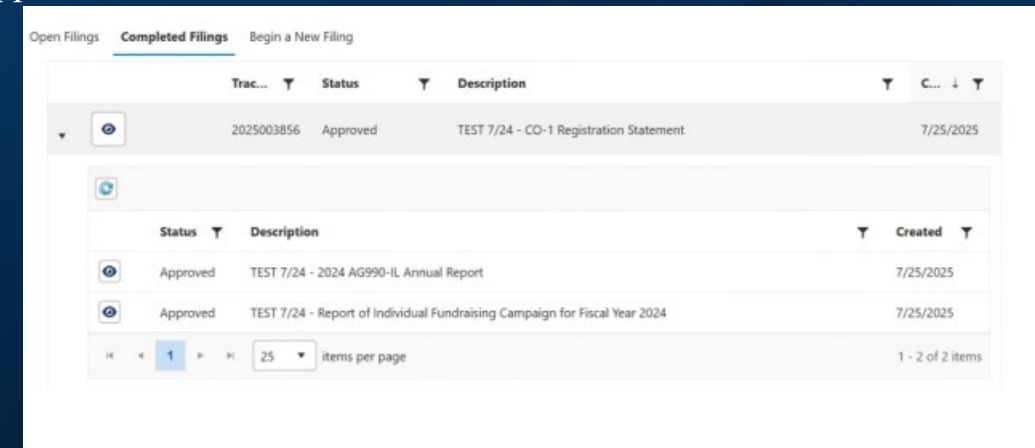 Open Filings Completed Filings Begin a New Filing
Trac... Status Description C... ↓
2025003856 Approved TEST 7/24 - CO-1 Registration Statement 7/25/2025
Status Description Created
Approved TEST 7/24 - 2024 AG990-IL Annual Report 7/25/2025
Approved TEST 7/24 - Report of Individual Fundraising Campaign for Fiscal Year 2024 7/25/2025
1 25 items per page 1 - 2 of 2 items